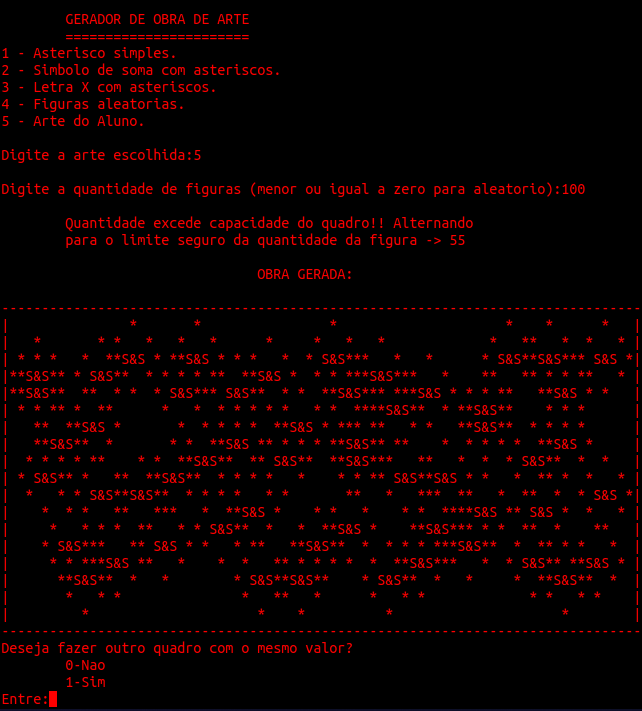 GERADOR DE OBRA DE ARTE
=======================
1 - Asterisco simples.
2 - Simbolo de soma com asteriscos.
3 - Letra X com asteriscos.
4 - Figuras aleatorias.
5 - Arte do Aluno.
Digite a arte escolhida:5
Digite a quantidade de figuras (menor ou igual a zero para aleatorio):100
Quantidade excede capacidade do quadro!! Alternando
para o limite seguro da quantidade da figura -> 55
OBRA GERADA:
--------------------------------------------------------------------------------
|               *       *                *                     *    *      *   |
|   *       * *   *   *   *      *     *    *   *             *   **   *  *  * |
| * * *   *  **S&S * **S&S * * *   *  * S&S***   *   *      * S&S**S&S*** S&S *|
|**S&S** * S&S**  * * * * **  **S&S *  * * ***S&S***   *    **   ** * * **   * |
|**S&S**  **  * *  * S&S*** S&S**  * *  **S&S*** ***S&S * * * **   **S&S * *   |
| * * ** *  **      *   *  * * * * *   * *  ****S&S**  * **S&S**    * * *      |
|   **  **S&S *       *  * * * *  **S&S * *** **   * *   **S&S**  * * * *      |
|   **S&S**  *       * *  **S&S ** * * * **S&S** **    *  * * * *  **S&S *     |
|  * * * * **    * *  **S&S**  ** S&S**  **S&S***   **   *  *  * S&S**  *  *   |
| * S&S** *   **  **S&S**  * * * *   *    * * ** S&S**S&S * *   *  ** *  *   * |
|  *   * * S&S**S&S**  * * * *   * *       **   *   ***  **   *  **  *  * S&S *|
|    *  * *   **   ***   *  **S&S *    * *   *    * *  ****S&S ** S&S *  *   * |
|     *   * * *  **   * * S&S**  *   *  **S&S *    **S&S*** * *  **  *    **   |
|    * S&S***   ** S&S * *   * **   **S&S**  *  * * * ***S&S**  *  ** * *   *  |
|     * * ***S&S **   *    *  *   ** * * * *  *  **S&S***   *  * S&S** **S&S * |
|      **S&S**  *   *        * S&S**S&S**    * S&S**  *   *     *  **S&S**  *  |
|       *   * *               *   **   *      *   * *             * *   * *    |
|         *                     *    *          *                     *        |
--------------------------------------------------------------------------------
Deseja fazer outro quadro com o mesmo valor?
0-Nao
1-Sim
Entre: